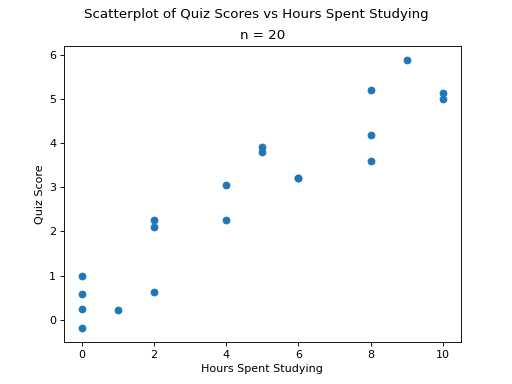 Scatterplot of Quiz Scores vs Hours Spent Studying
n = 20
6
5
4
3
2
1
0
Quiz Score
0 2 4 6 8 10
Hours Spent Studying